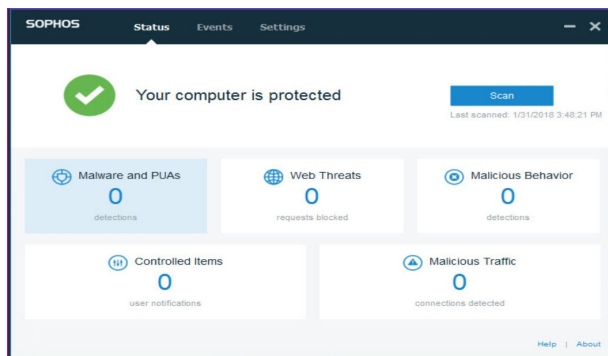 SOPHOS Status Events Settings
Your computer is protected
Scan
Last scanned: 1/31/2018 3:48:21 PM
Malware and PUAs
0
detections
Web Threats
0
requests blocked
Malicious Behavior
0
detections
Controlled Items
0
user notifications
Malicious Traffic
0
connections detected
Help | About